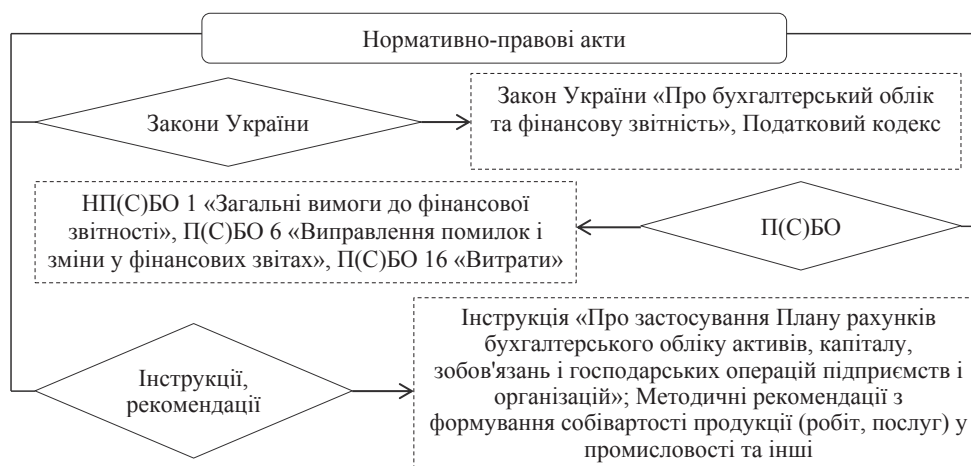 Нормативно-правові акти
Закони України
Закон України «Про бухгалтерський облік
та фінансову звітність», Податковий кодекс
НП(С)БО 1 «Загальні вимоги до фінансової
звітності», П(С)БО 6 «Виправлення помилок і
зміни у фінансових звітах», П(С)БО 16 «Витрати»
П(С)БО
Інструкції,
рекомендації
Інструкція «Про застосування Плану рахунків
бухгалтерського обліку активів, капіталу,
зобов'язань і господарських операцій підприємств і
організацій»; Методичні рекомендації з
формування собівартості продукції (робіт, послуг) у
промисловості та інші